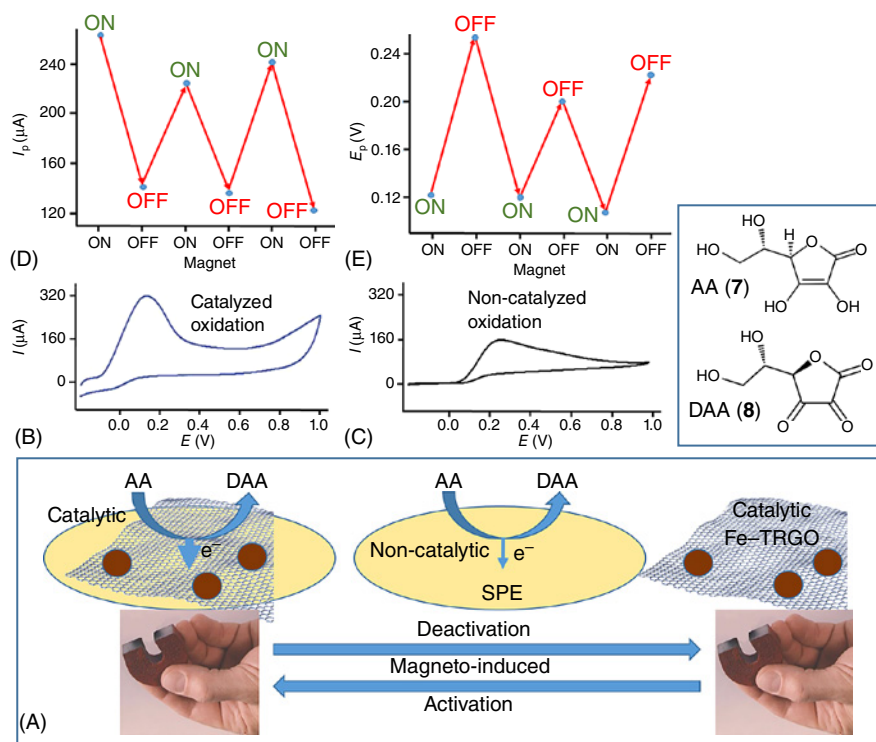 ON
ON
ON
OFF
OFF
OFF
240
200
160
120
Ip (µA)
ON OFF ON OFF ON OFF
Magnet
(D)
OFF
OFF
OFF
ON
ON
ON
0.24
0.20
0.16
0.12
Ep (V)
ON OFF ON OFF ON OFF
Magnet
(E)
Catalyzed
oxidation
320
160
0
I (µA)
0.0 0.2 0.4 0.6 0.8 1.0
E (V)
(B)
Non-catalyzed
oxidation
320
160
0
I (µA)
0.0 0.2 0.4 0.6 0.8 1.0
E (V)
(C)
HO
H
O
O
HO
AA (7)
HO
OH
HO
O
O
HO
DAA (8)
O
O
AA DAA
Catalytic
e−
AA DAA
Non-catalytic
e−
SPE
Catalytic
Fe–TRGO
Deactivation
Magneto-induced
Activation
(A)